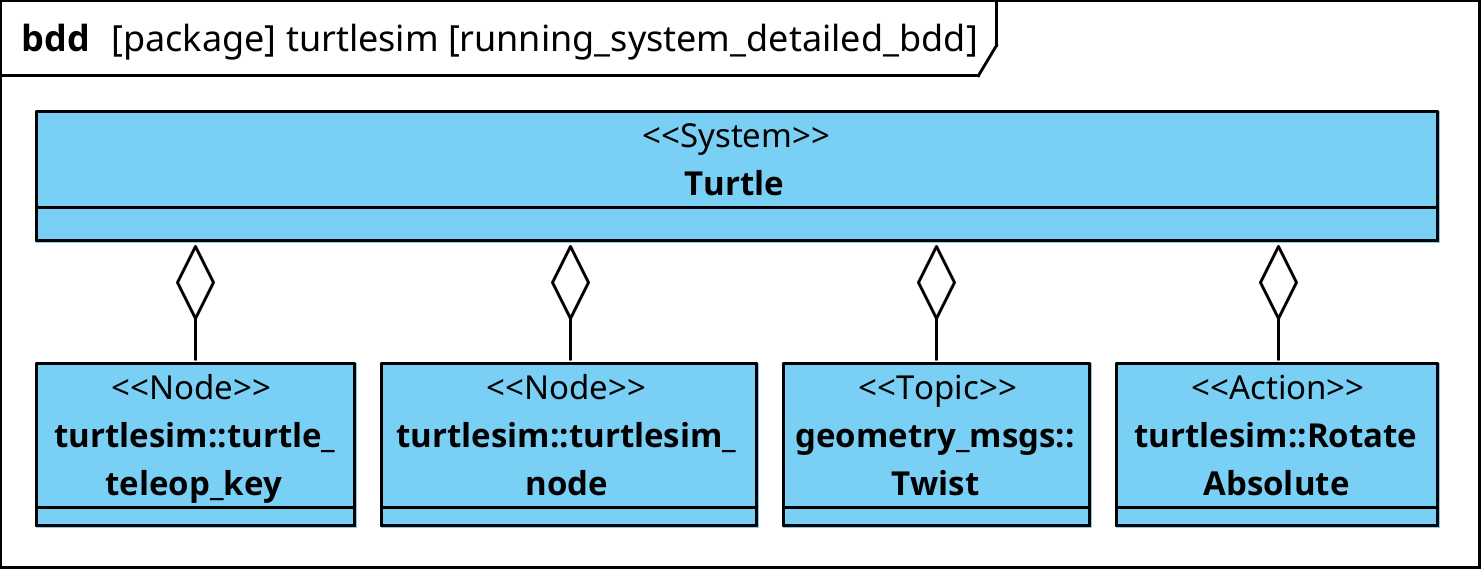 bdd [package] turtlesim [running_system_detailed_bdd]
<<System>>
Turtle
<<Node>>
turtlesim::turtle_
teleop_key
<<Node>>
turtlesim::turtlesim_
node
<<Topic>>
geometry_msgs::
Twist
<<Action>>
turtlesim::Rotate
Absolute